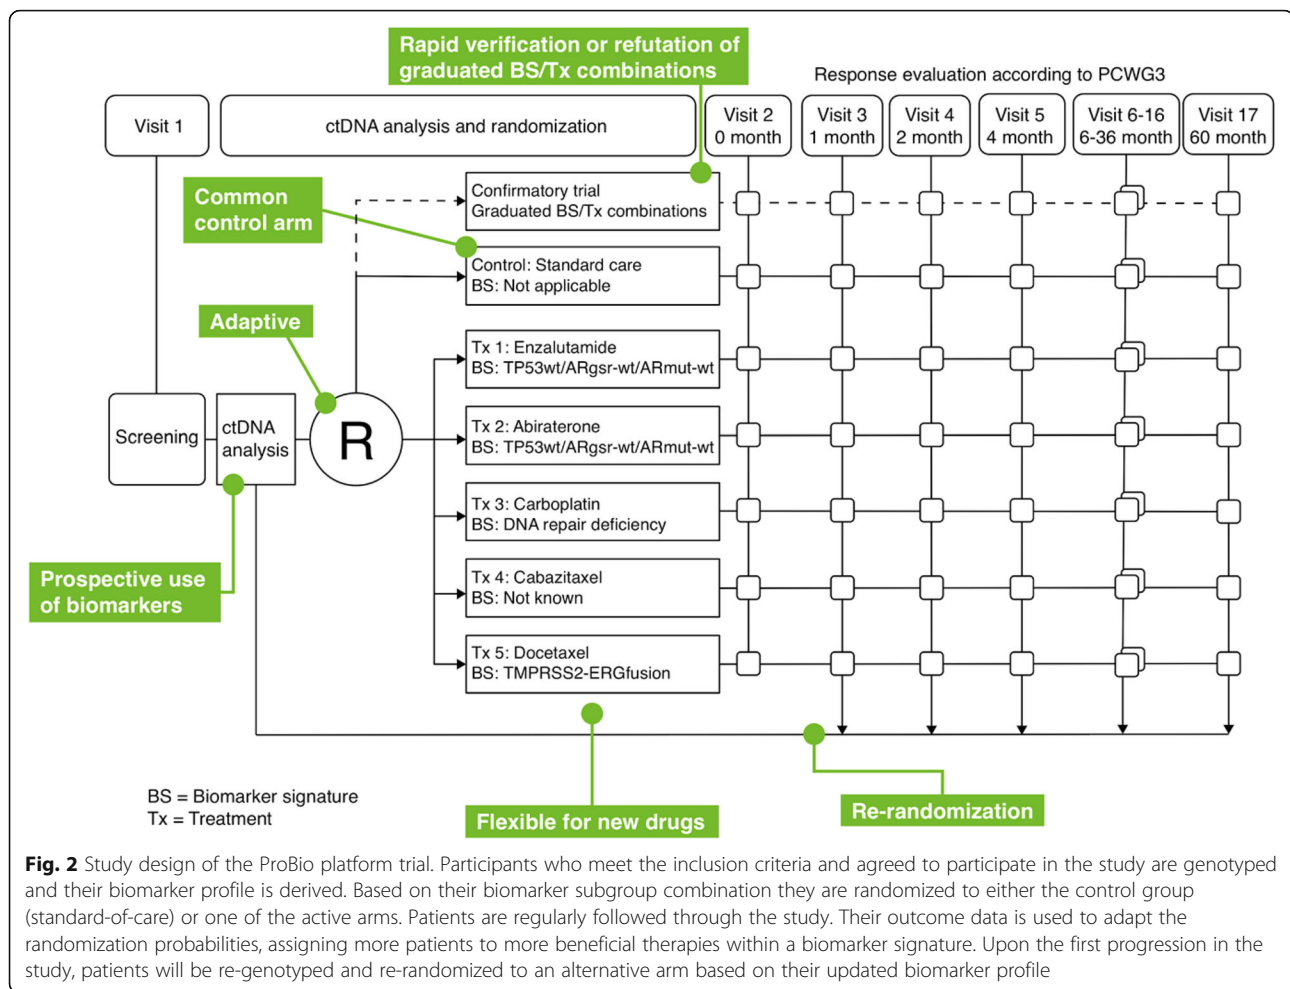 Rapid verification or refutation of
graduated BS/Tx combinations
Response evaluation according to PCWG3
Visit 1
ctDNA analysis and randomization
Visit 2
0 month
Visit 3
1 month
Visit 4
2 month
Visit 5
4 month
Visit 6-16
6-36 month
Visit 17
60 month
Common
control arm
Confirmatory trial
Graduated BS/Tx combinations
Control: Standard care
BS: Not applicable
Adaptive
Tx 1: Enzalutamide
BS: TP53wt/ARgsr-wt/ARmut-wt
Screening
ctDNA
analysis
R
Tx 2: Abiraterone
BS: TP53wt/ARgsr-wt/ARmut-wt
Tx 3: Carboplatin
BS: DNA repair deficiency
Prospective use
of biomarkers
Tx 4: Cabazitaxel
BS: Not known
Tx 5: Docetaxel
BS: TMPRSS2-ERGfusion
BS = Biomarker signature
Tx = Treatment
Flexible for new drugs
Re-randomization
Fig. 2 Study design of the ProBio platform trial. Participants who meet the inclusion criteria and agreed to participate in the study are genotyped
and their biomarker profile is derived. Based on their biomarker subgroup combination they are randomized to either the control group
(standard-of-care) or one of the active arms. Patients are regularly followed through the study. Their outcome data is used to adapt the
randomization probabilities, assigning more patients to more beneficial therapies within a biomarker signature. Upon the first progression in the
study, patients will be re-genotyped and re-randomized to an alternative arm based on their updated biomarker profile